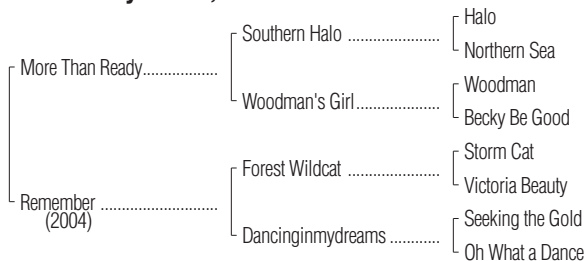 Southern Halo .................... Halo
Northern Sea
More Than Ready.................
Woodman's Girl................... Woodman
Becky Be Good
Forest Wildcat .................... Storm Cat
Victoria Beauty
Remember ..........................
(2004)
Dancinginmydreams ........... Seeking the Gold
Oh What a Dance